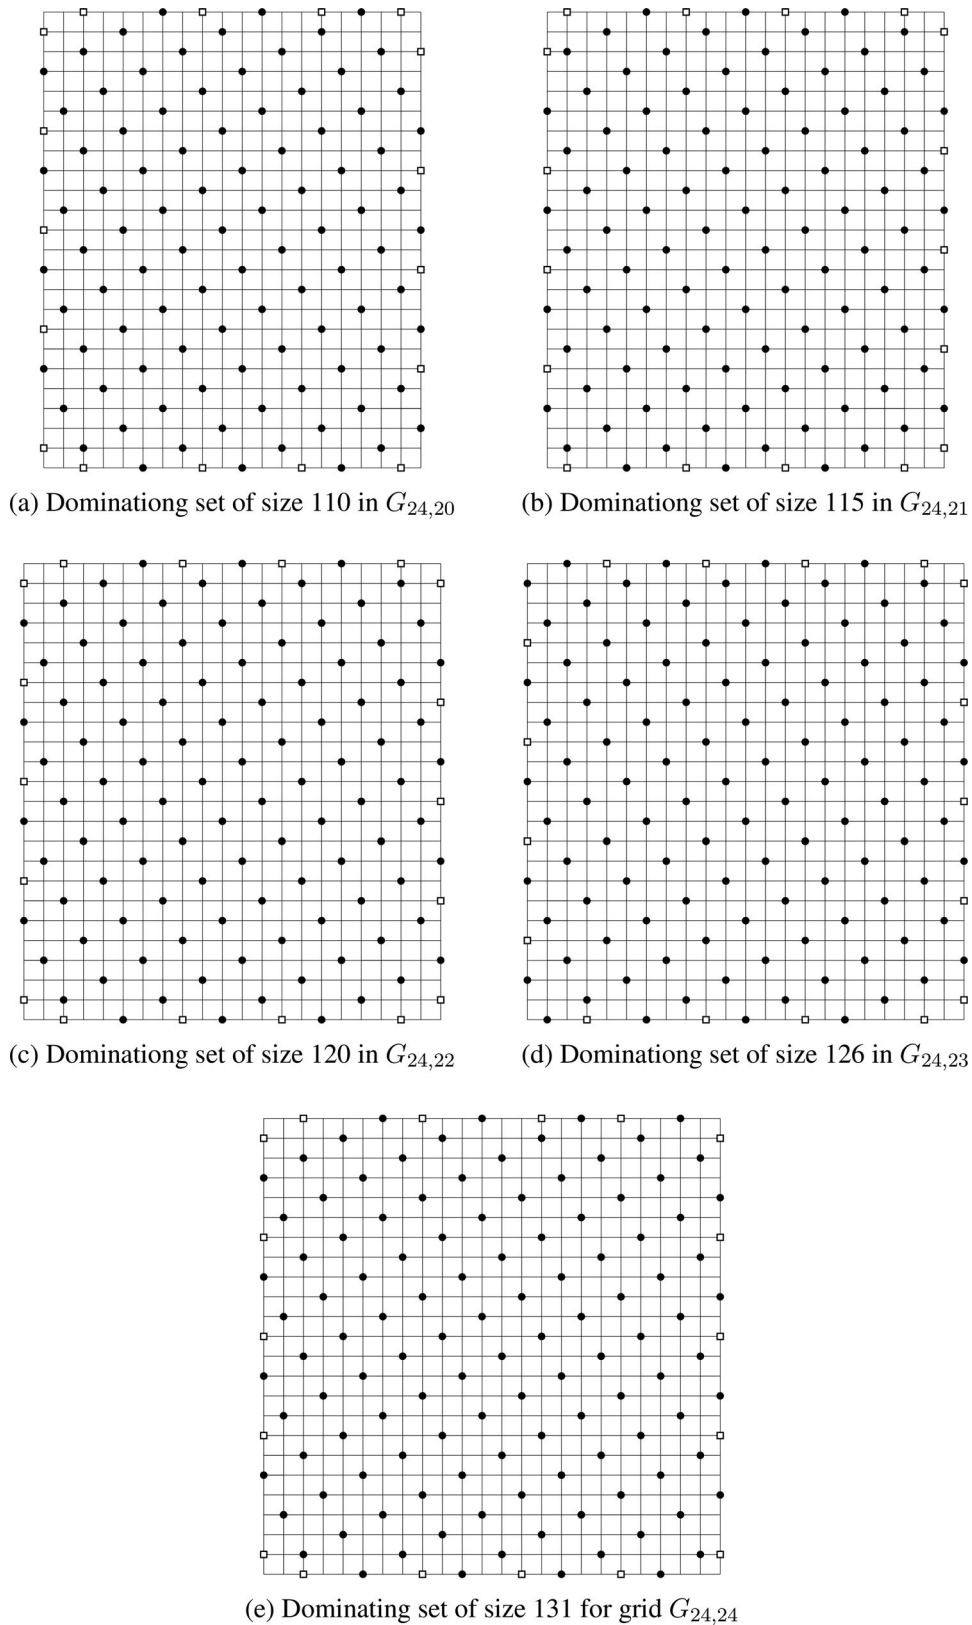 (a) Dominationg set of size 110 in G24,20
(b) Dominationg set of size 115 in G24,21
(c) Dominationg set of size 120 in G24,22
(d) Dominationg set of size 126 in G24,23
(e) Dominating set of size 131 for grid G24,24